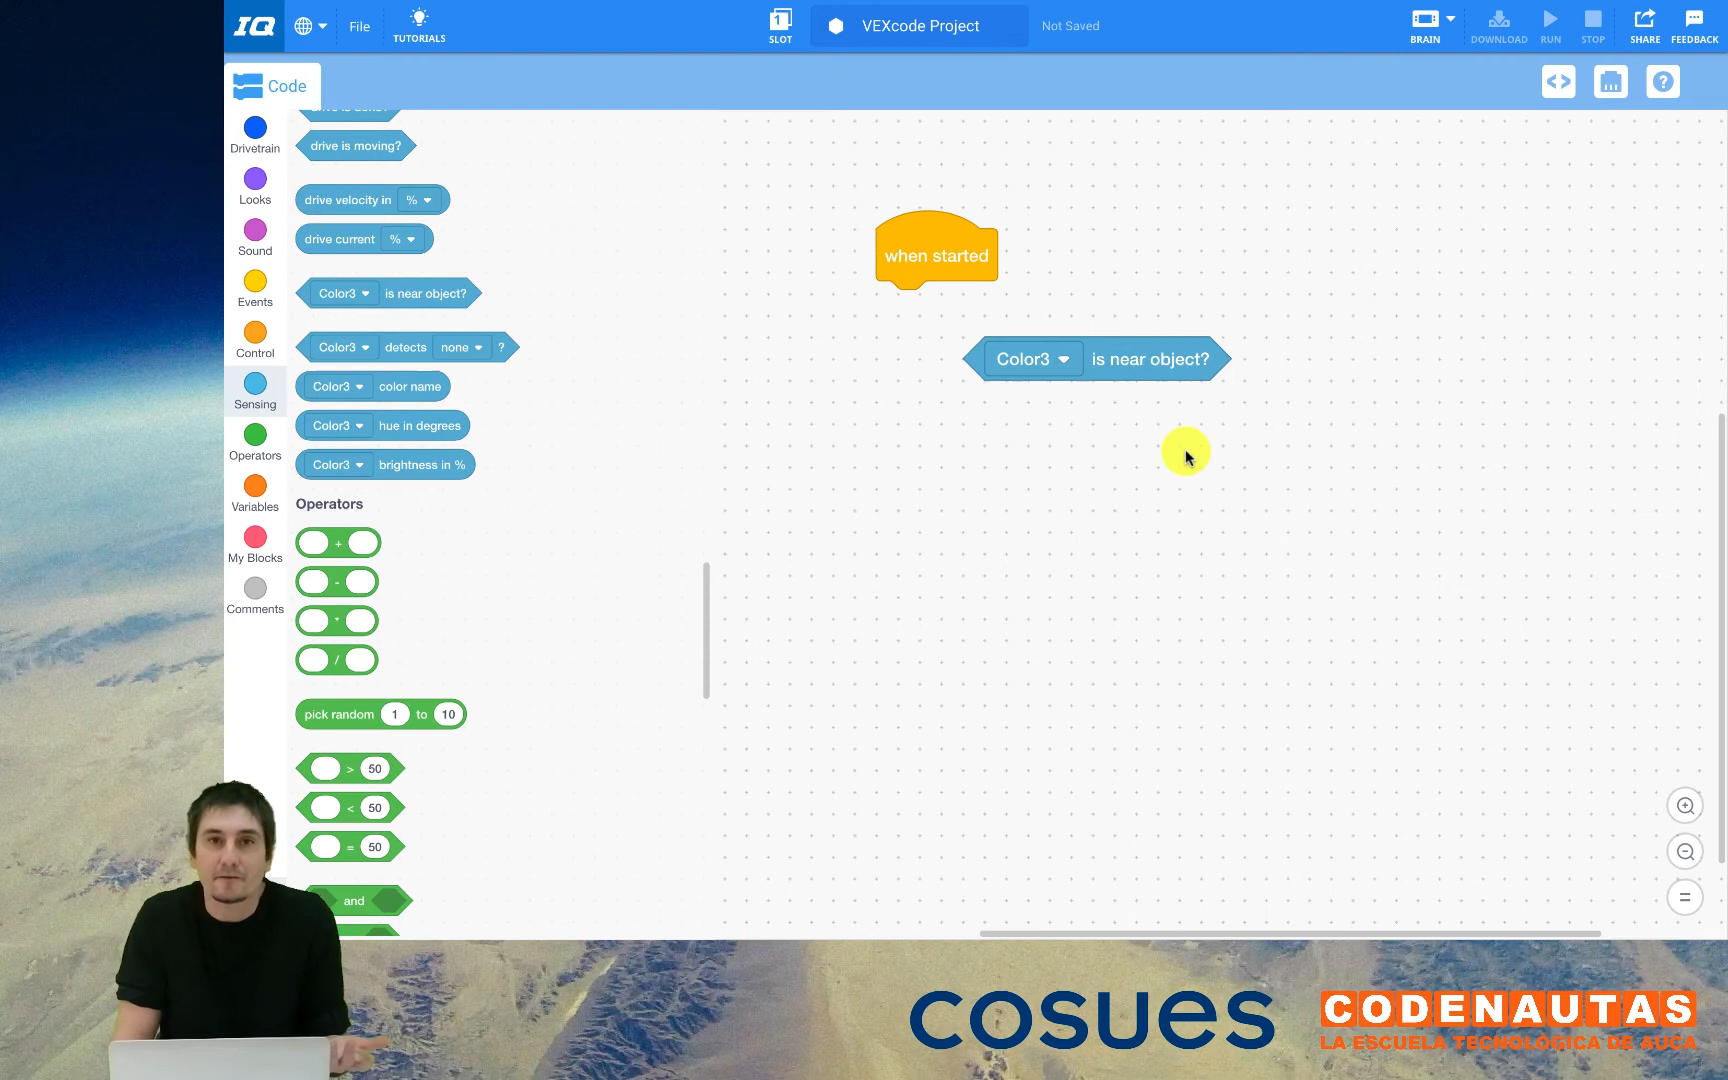 IQ
File
TUTORIALS
1
SLOT
VEXcode Project
Not Saved
BRAIN
DOWNLOAD
RUN
STOP
SHARE
FEEDBACK
Code
Drivetrain
Looks
Sound
Events
Control
Sensing
Operators
Variables
My Blocks
Comments
drive is moving?
drive velocity in %
drive current %
Color3 is near object?
Color3 detects none ?
Color3 color name
Color3 hue in degrees
Color3 brightness in %
Operators
+
-
*
/
pick random 1 to 10
> 50
< 50
= 50
and
when started
Color3 is near object?
cosues
CODENAUTAS
LA ESCUELA TECNOLÓGICA DE AUCA